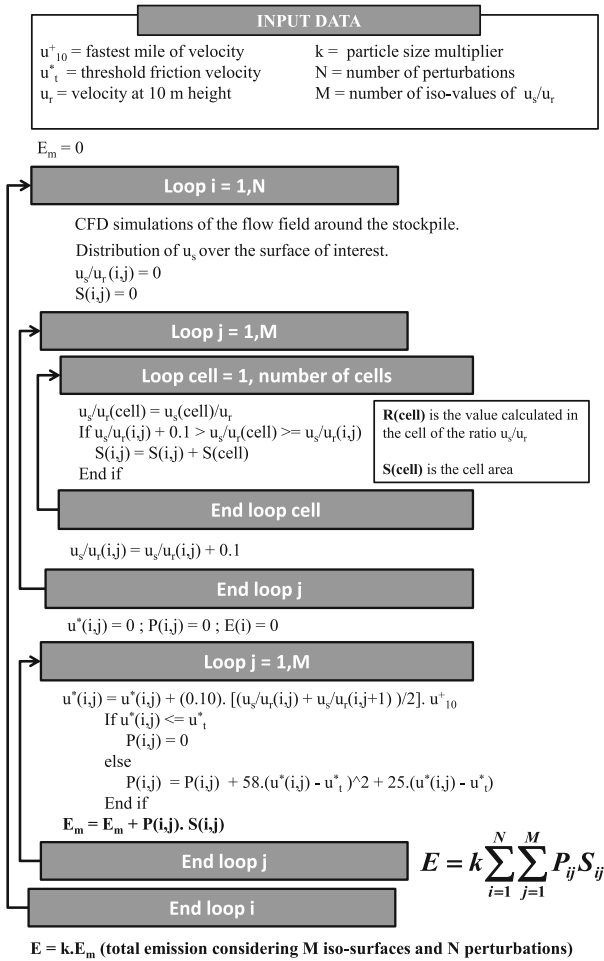 INPUT DATA
u⁺₁₀ = fastest mile of velocity
u*ₜ = threshold friction velocity
uᵣ = velocity at 10 m height
k = particle size multiplier
N = number of perturbations
M = number of iso-values of uₛ/uᵣ
Eₘ = 0
Loop i = 1,N
CFD simulations of the flow field around the stockpile.
Distribution of uₛ over the surface of interest.
uₛ/uᵣ(i,j) = 0
S(i,j) = 0
Loop j = 1,M
Loop cell = 1, number of cells
uₛ/uᵣ(cell) = uₛ(cell)/uᵣ
If uₛ/uᵣ(i,j) + 0.1 > uₛ/uᵣ(cell) >= uₛ/uᵣ(i,j)
S(i,j) = S(i,j) + S(cell)
End if
R(cell) is the value calculated in
the cell of the ratio uₛ/uᵣ
S(cell) is the cell area
End loop cell
uₛ/uᵣ(i,j) = uₛ/uᵣ(i,j) + 0.1
End loop j
u*(i,j) = 0 ; P(i,j) = 0 ; E(i) = 0
Loop j = 1,M
u*(i,j) = u*(i,j) + (0.10). [(uₛ/uᵣ(i,j) + uₛ/uᵣ(i,j+1) )/2]. u⁺₁₀
If u*(i,j) <= u*ₜ
P(i,j) = 0
else
P(i,j) = P(i,j) + 58.(u*(i,j) - u*ₜ )^2 + 25.(u*(i,j) - u*ₜ)
End if
Eₘ = Eₘ + P(i,j). S(i,j)
End loop j
E = k∑ᵢ₌₁ᴺ ∑ⱼ₌₁ᴹ PᵢⱼSᵢⱼ
End loop i
E = k.Eₘ (total emission considering M iso-surfaces and N perturbations)